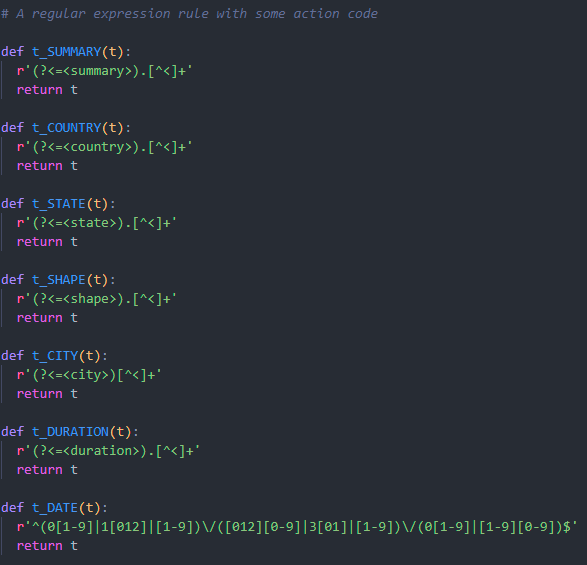 # A regular expression rule with some action code
def t_SUMMARY(t):
r'(?<=<summary>).[^<]+'
return t
def t_COUNTRY(t):
r'(?<=<country>).[^<]+'
return t
def t_STATE(t):
r'(?<=<state>).[^<]+'
return t
def t_SHAPE(t):
r'(?<=<shape>).[^<]+'
return t
def t_CITY(t):
r'(?<=<city>)[^<]+'
return t
def t_DURATION(t):
r'(?<=<duration>).[^<]+'
return t
def t_DATE(t):
r'^(0[1-9]|1[012]|[1-9])\/([012][0-9]|3[01]|[1-9])\/(0[1-9]|[1-9][0-9])$'
return t